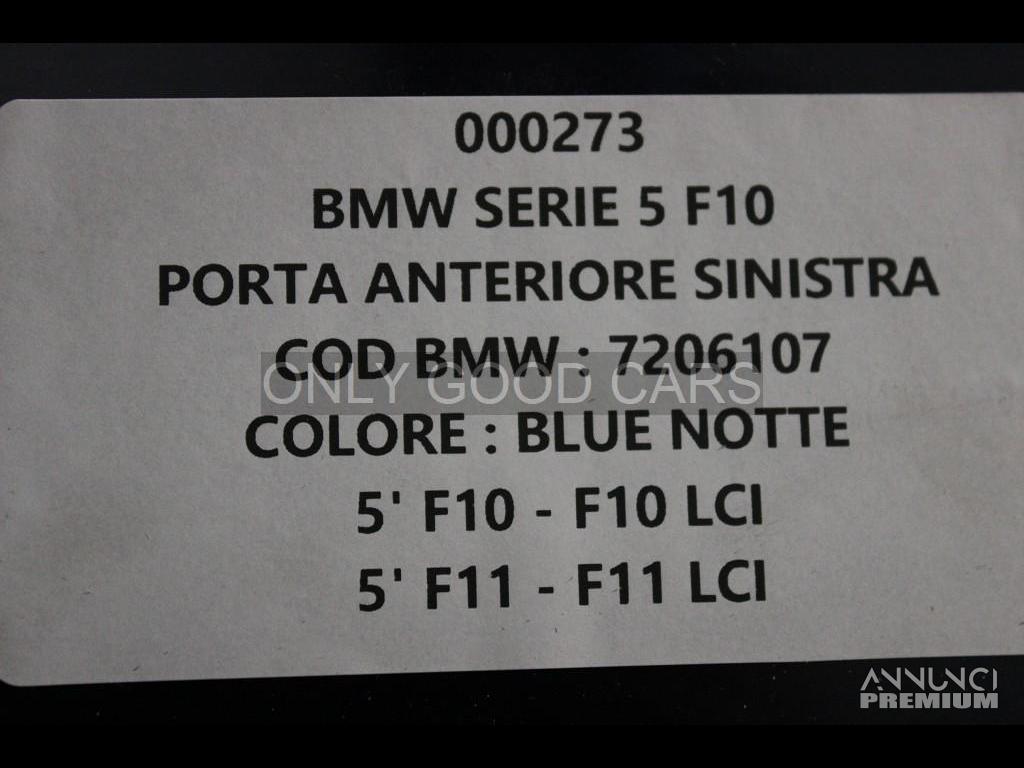 000273
BMW SERIE 5 F10
PORTA ANTERIORE SINISTRA
COD BMW : 7206107
ONLY GOOD CARS
COLORE : BLUE NOTTE
5' F10 - F10 LCI
5' F11 - F11 LCI
ANNUNCI
PREMIUM